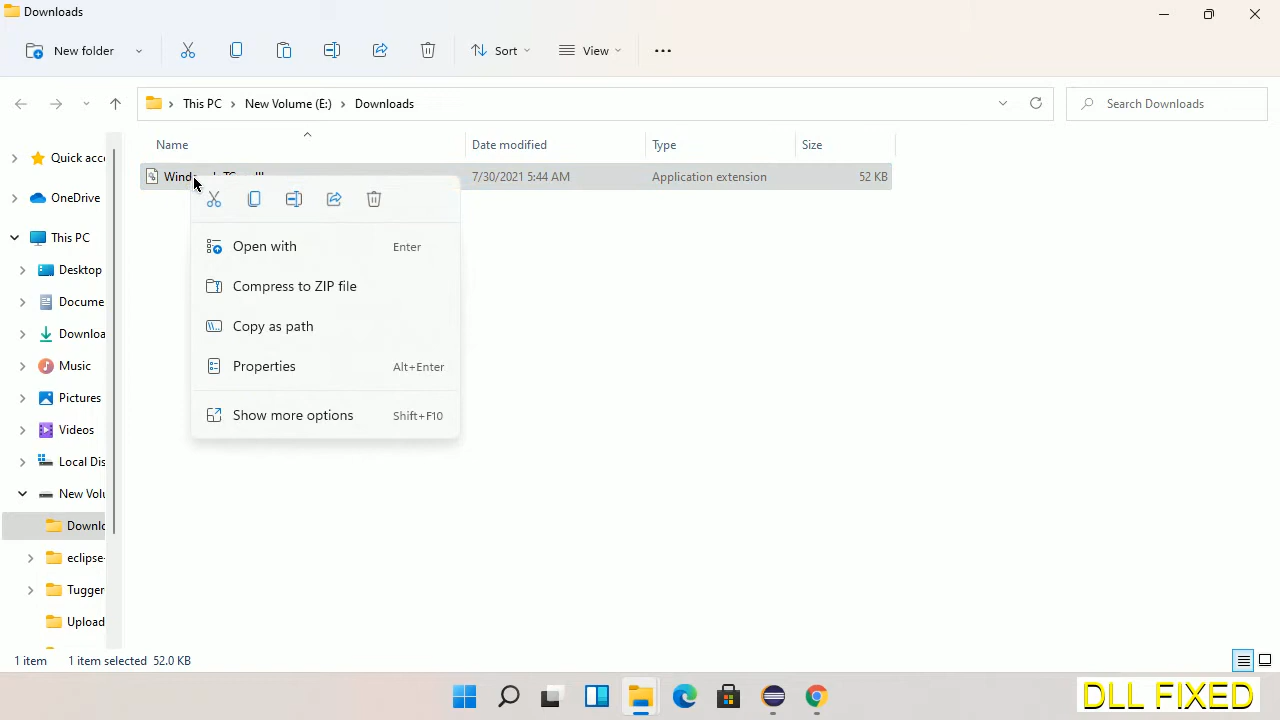 Downloads
New folder
Sort
View
This PC
New Volume (E:)
Downloads
Search Downloads
Name
Date modified
Type
Size
Quick acc
7/30/2021 5:44 AM
Application extension
52 KB
OneDrive
This PC
Open with
Enter
Desktop
Compress to ZIP file
Docume
Copy as path
Downloa
Music
Properties
Alt+Enter
Pictures
Show more options
Shift+F10
Videos
Local Dis
New Volu
Downlo
eclipse-
Tugger
Upload
1 item
1 item selected
52.0 KB
DLL FIXED